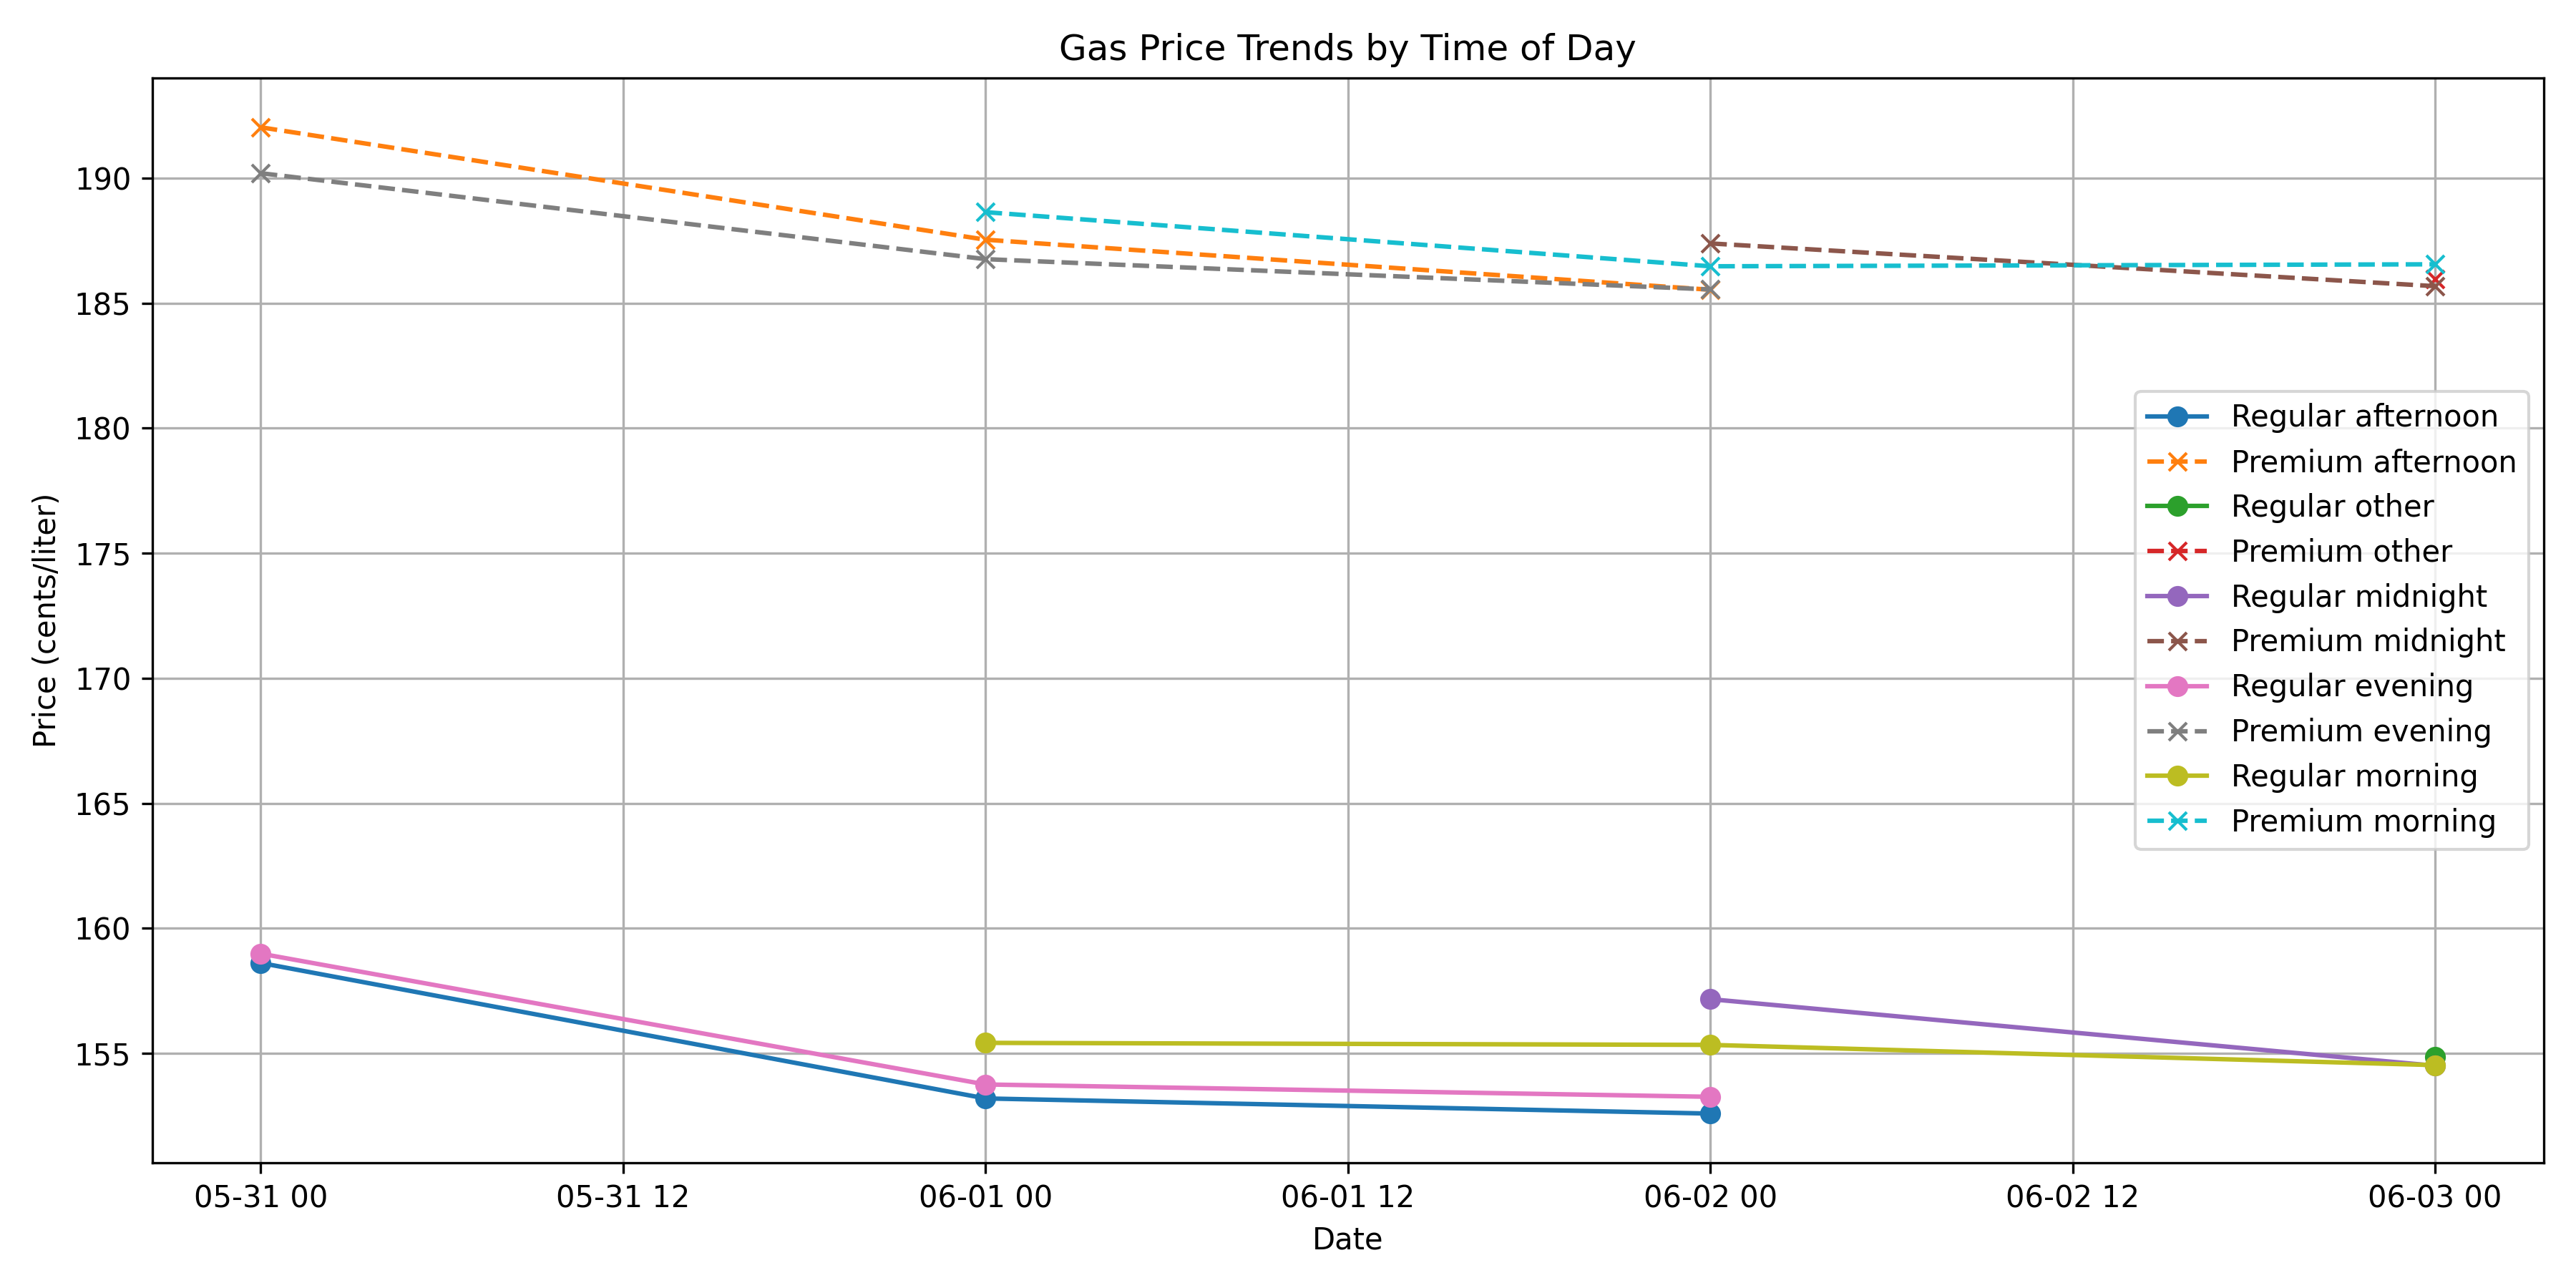 Gas Price Trends by Time of Day
190
185
180
175
170
165
160
155
Price (cents/liter)
Regular afternoon
Premium afternoon
Regular other
Premium other
Regular midnight
Premium midnight
Regular evening
Premium evening
Regular morning
Premium morning
05-31 00
05-31 12
06-01 00
06-01 12
06-02 00
06-02 12
06-03 00
Date